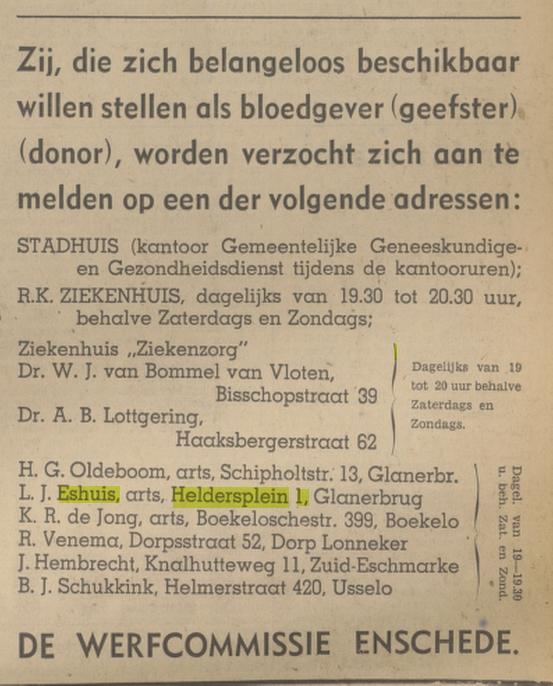 Zij, die zich belangeloos beschikbaar
willen stellen als bloedgever (geefster)
(donor), worden verzocht zich aan te
melden op een der volgende adressen:
STADHUIS (kantoor Gemeentelijke Geneeskundige-
en Gezondheidsdienst tijdens de kantooruren);
R.K. ZIEKENHUIS, dagelijks van 19.30 tot 20.30 uur,
behalve Zaterdags en Zondags;
Ziekenhuis „Ziekenzorg”
Dr. W. J. van Bommel van Vloten,
Bisschopstraat 39
Dr. A. B. Lottgering,
Haaksbergerstraat 62
Dagelijks van 19
tot 20 uur behalve
Zaterdags en
Zondags.
H. G. Oldeboom, arts, Schipholtstr. 13, Glanerbr.
L. J. Eshuis, arts, Heldersplein 1, Glanerbrug
K. R. de Jong, arts, Boekeloschestr. 399, Boekelo
R. Venema, Dorpsstraat 52, Dorp Lonneker
J. Hembrecht, Knalhutteweg 11, Zuid-Eschmarke
B. J. Schukkink, Helmerstraat 420, Usselo
Dagel. van 19—19.30
u. beh. Zat. en Zond.
DE WERFCOMMISSIE ENSCHEDE.